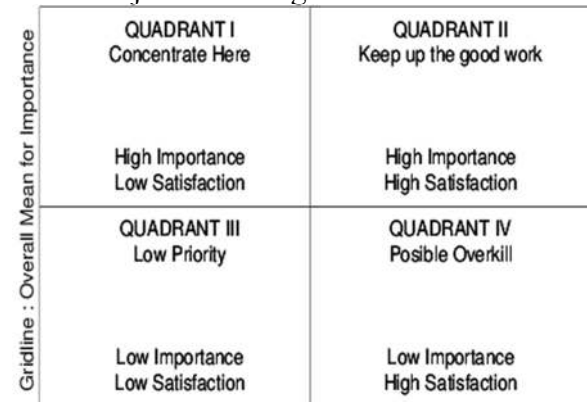 Gridline : Overall Mean for Importance
QUADRANT I
Concentrate Here
High Importance
Low Satisfaction
QUADRANT II
Keep up the good work
High Importance
High Satisfaction
QUADRANT III
Low Priority
Low Importance
Low Satisfaction
QUADRANT IV
Posible Overkill
Low Importance
High Satisfaction